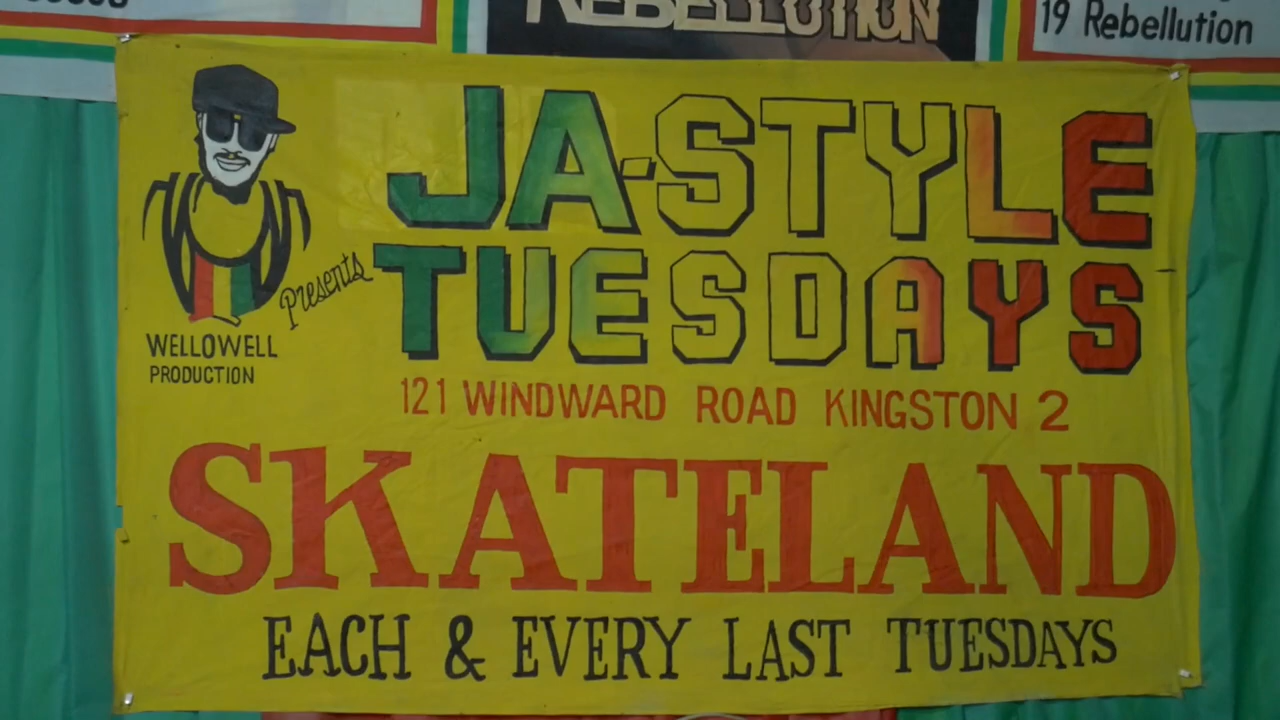 REBELLUTION
19 Rebellution
JA-STYLE
TUESDAYS
Presents
WELLOWELL
PRODUCTION
121 WINDWARD ROAD KINGSTON 2
SKATELAND
EACH & EVERY LAST TUESDAYS